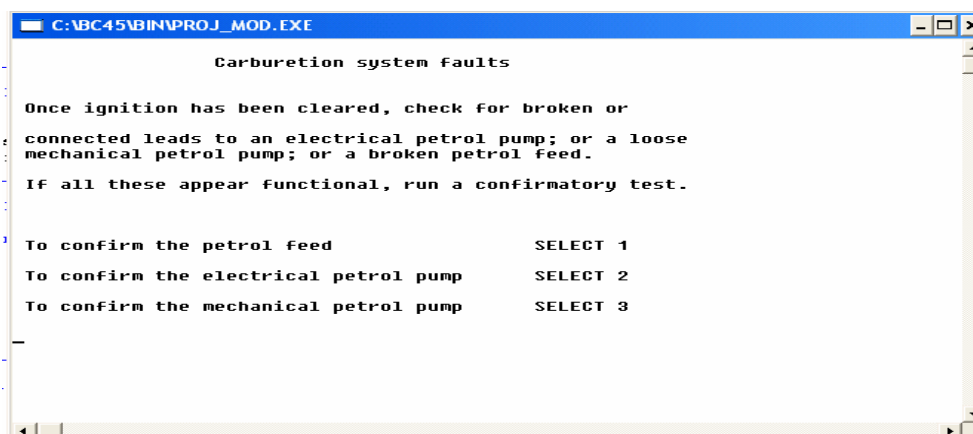 C:\BC45\BIN\PROJ_MOD.EXE
Carburetion system faults
Once ignition has been cleared, check for broken or
connected leads to an electrical petrol pump; or a loose
mechanical petrol pump; or a broken petrol feed.
If all these appear functional, run a confirmatory test.
To confirm the petrol feed SELECT 1
To confirm the electrical petrol pump SELECT 2
To confirm the mechanical petrol pump SELECT 3